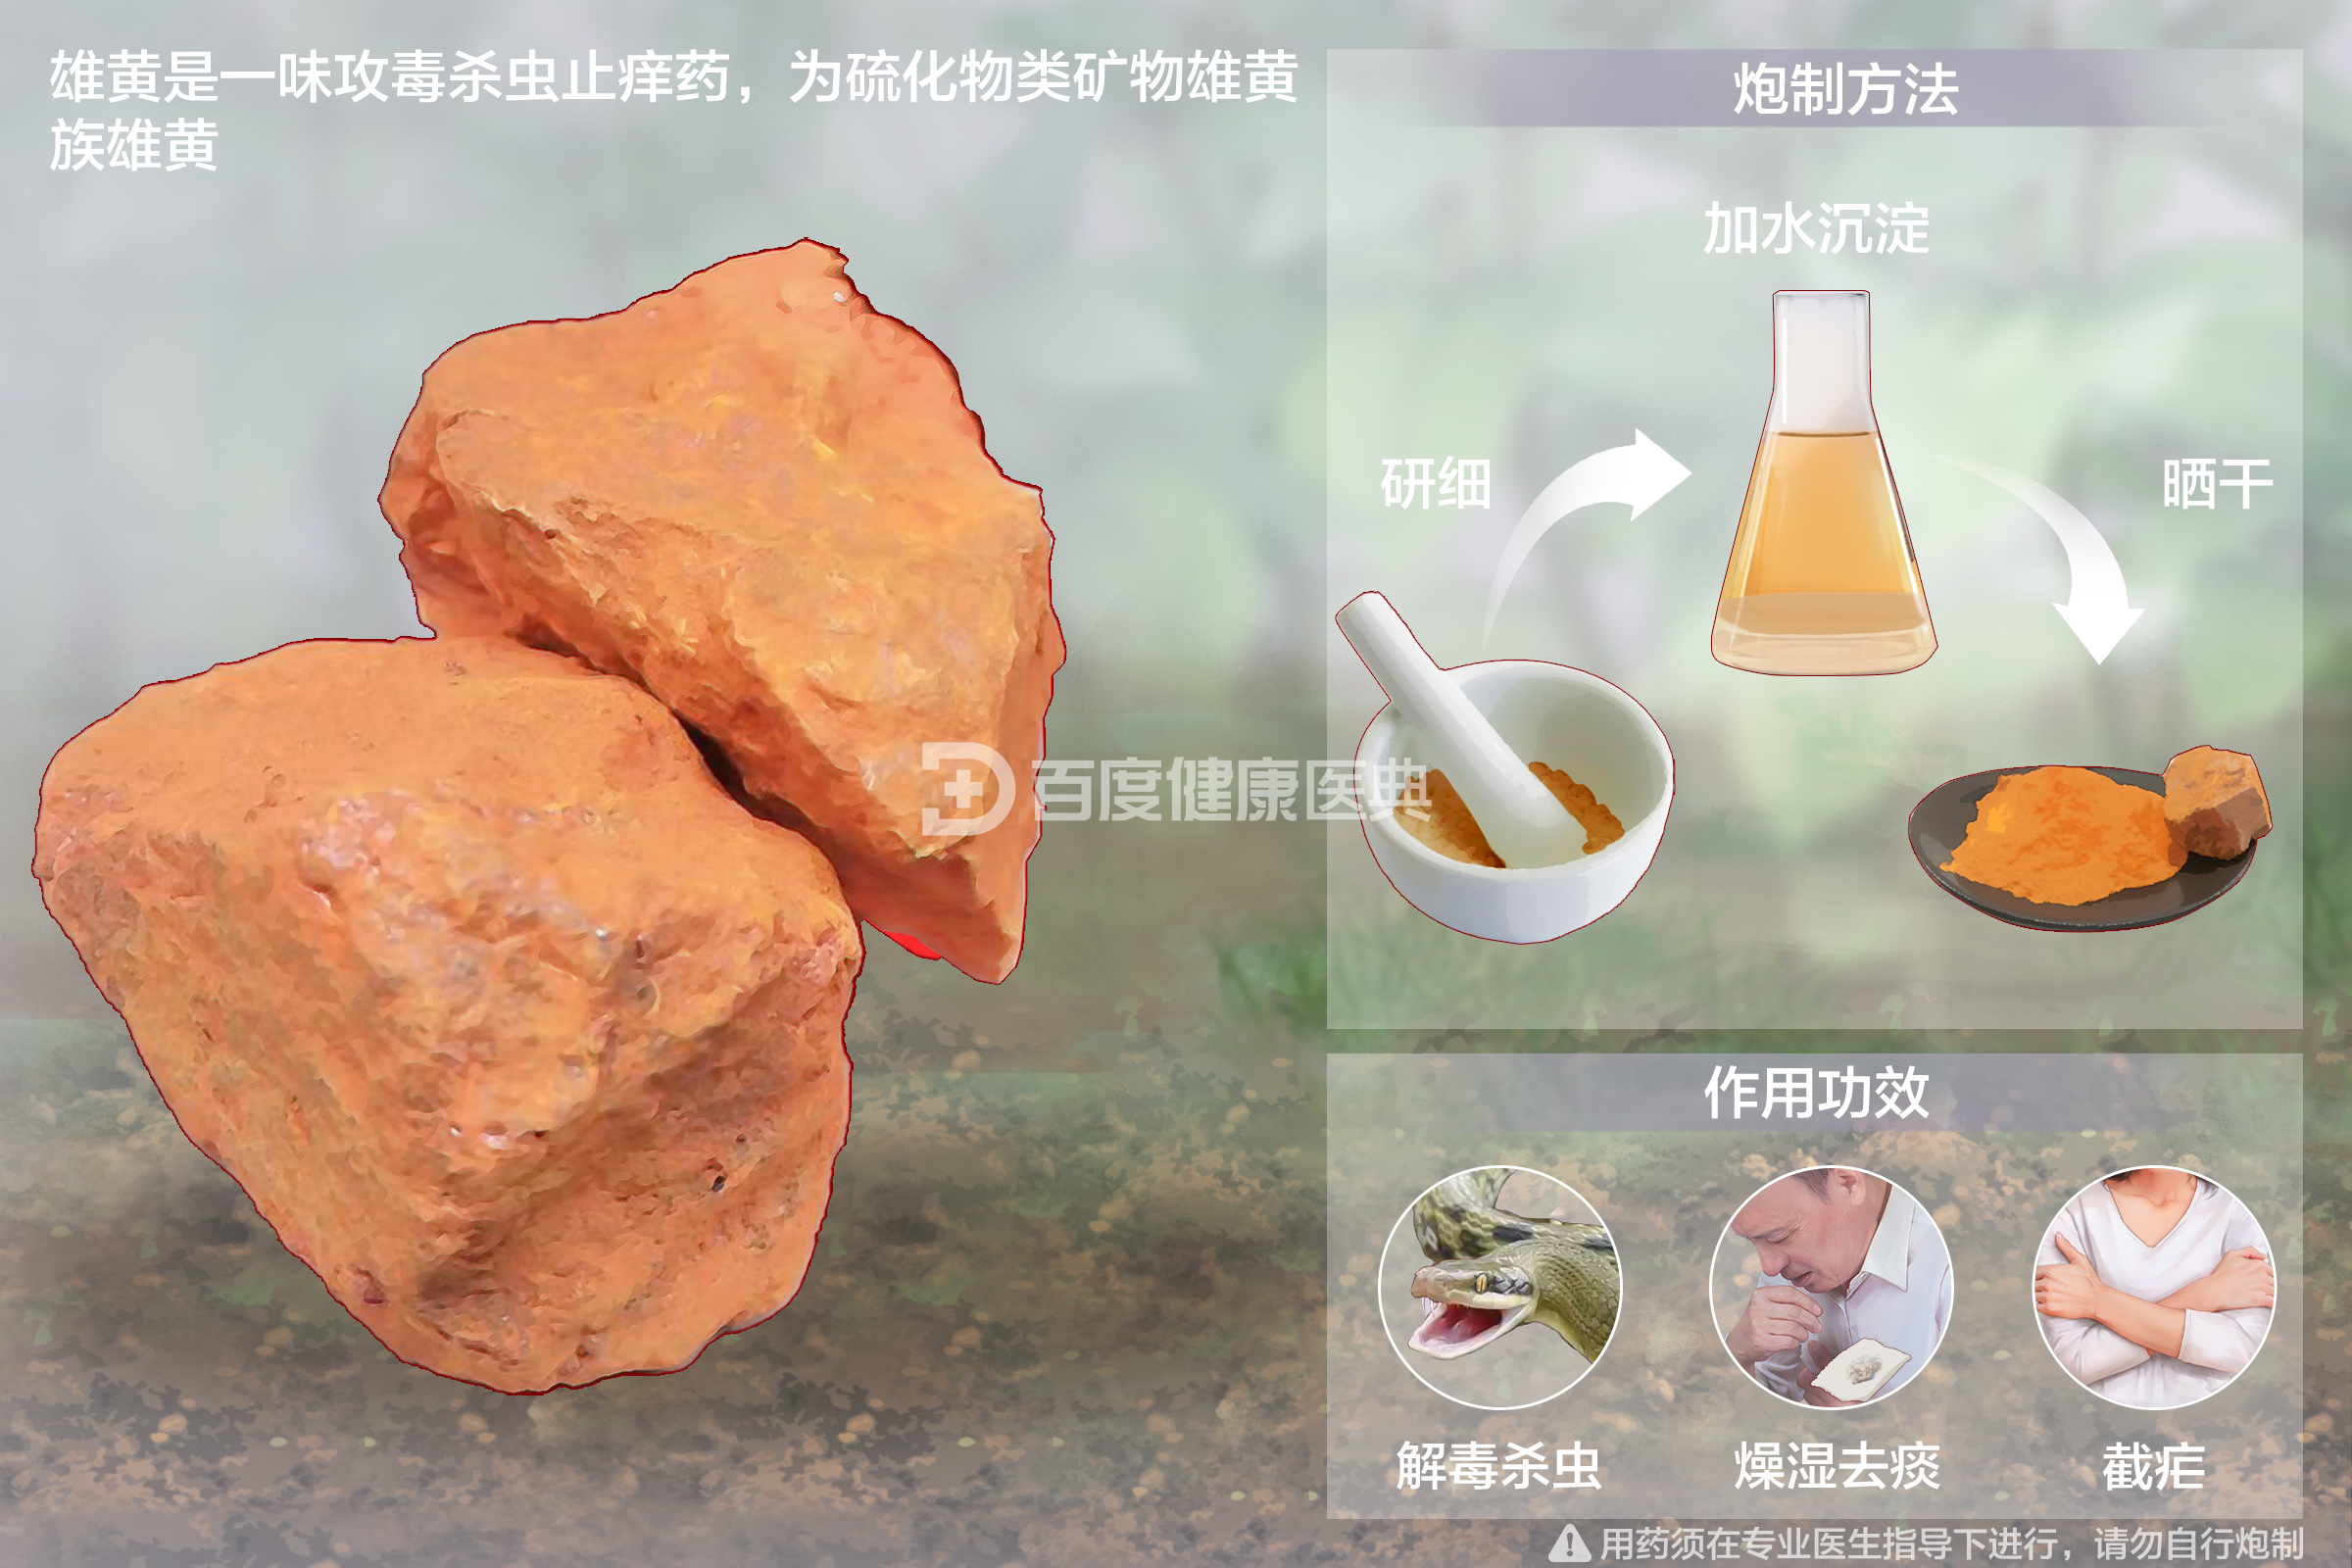 雄黄是一味攻毒杀虫止痒药，为硫化物类矿物雄黄
族雄黄
炮制方法
加水沉淀
研细
晒干
百度健康医典
作用功效
解毒杀虫
燥湿去痰
截疟
用药须在专业医生指导下进行，请勿自行炮制